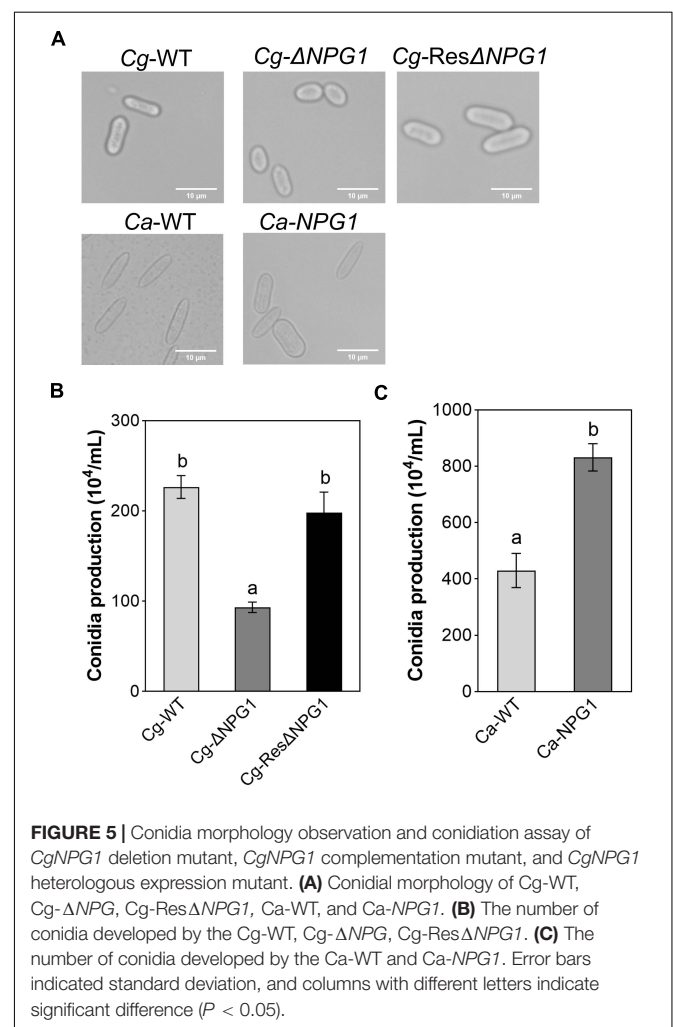 A
Cg-WT
Cg-ΔNPG1
Cg-ResΔNPG1
10 μm
10 μm
10 μm
Ca-WT
Ca-NPG1
10 μm
10 μm
B
Conidia production (10⁴/mL)
300
200
100
0
b
a
b
Cg-WT
Cg-ΔNPG1
Cg-ResΔNPG1
C
Conidia production (10⁴/mL)
1000
800
600
400
200
0
a
b
Ca-WT
Ca-NPG1
FIGURE 5 | Conidia morphology observation and conidiation assay of
CgNPG1 deletion mutant, CgNPG1 complementation mutant, and CgNPG1
heterologous expression mutant. (A) Conidial morphology of Cg-WT,
Cg-ΔNPG, Cg-ResΔNPG1, Ca-WT, and Ca-NPG1. (B) The number of
conidia developed by the Cg-WT, Cg-ΔNPG, Cg-ResΔNPG1. (C) The
number of conidia developed by the Ca-WT and Ca-NPG1. Error bars
indicated standard deviation, and columns with different letters indicate
significant difference (P < 0.05).